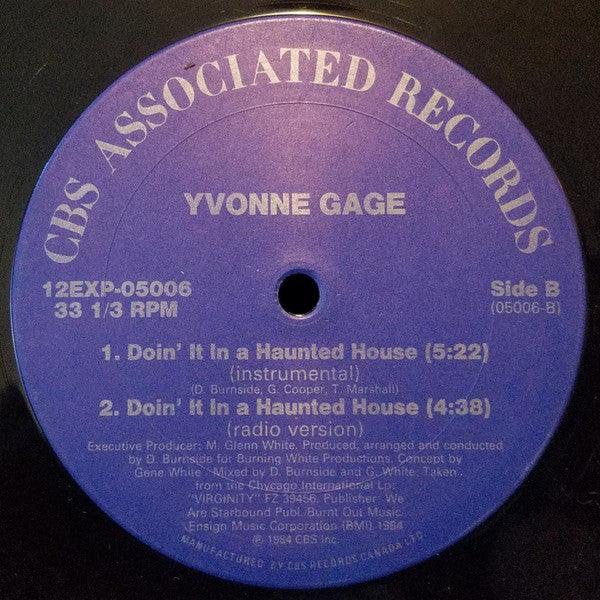 CBS ASSOCIATED RECORDS
YVONNE GAGE
12EXP-05006
33 1/3 RPM
Side B
(05006-B)
1. Doin' It In a Haunted House (5:22)
(instrumental)
(D. Burnside, G. Cooper, T. Marshall)
2. Doin' It In a Haunted House (4:38)
(radio version)
Executive Producer: M. Glenn White. Produced, arranged and conducted
by D. Burnside for Burning White Productions. Concept by
Gene White. Mixed by D. Burnside and G. White. Taken
from the Chycago International Lp:
"VIRGINITY" FZ 39456. Publisher We
Are Starbound Publ./Burnt Out Music.
Ensign Music Corporation (BMI) 1984
℗ 1984 CBS Inc.
MANUFACTURED BY CBS RECORDS CANADA LTD.